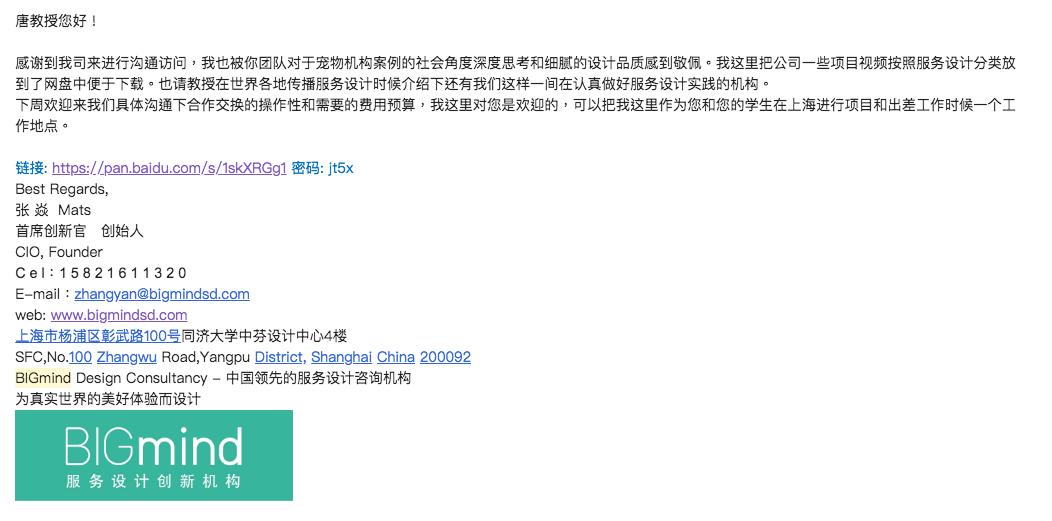 唐教授您好！
感谢到我司来进行沟通访问，我也被你团队对于宠物机构案例的社会角度深度思考和细腻的设计品质感到敬佩。我这里把公司一些项目视频按照服务设计分类放
到了网盘中便于下载。也请教授在世界各地传播服务设计时候介绍下还有我们这样一间在认真做好服务设计实践的机构。
下周欢迎来我们具体沟通下合作交换的操作性和需要的费用预算，我这里对您是欢迎的，可以把我这里作为您和您的学生在上海进行项目和出差工作时候一个工
作地点。
链接: https://pan.baidu.com/s/1skXRGg1 密码: jt5x
Best Regards,
张 焱  Mats
首席创新官　创始人
CIO, Founder
C e l：1 5 8 2 1 6 1 1 3 2 0
E-mail：zhangyan@bigmindsd.com
web: www.bigmindsd.com
上海市杨浦区彰武路100号同济大学中芬设计中心4楼
SFC,No.100 Zhangwu Road,Yangpu District, Shanghai China 200092
BIGmind Design Consultancy – 中国领先的服务设计咨询机构
为真实世界的美好体验而设计
BIGmind
服务设计创新机构